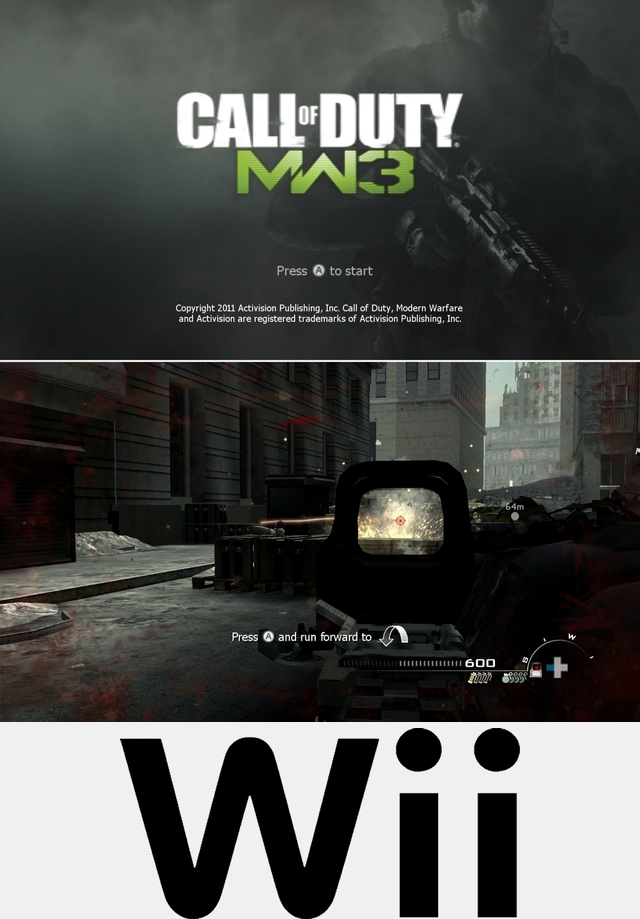 CALL OF DUTY
MW3
Press A to start
Copyright 2011 Activision Publishing, Inc. Call of Duty, Modern Warfare
and Activision are registered trademarks of Activision Publishing, Inc.
64m
Press A and run forward to
W
S
600
Wii